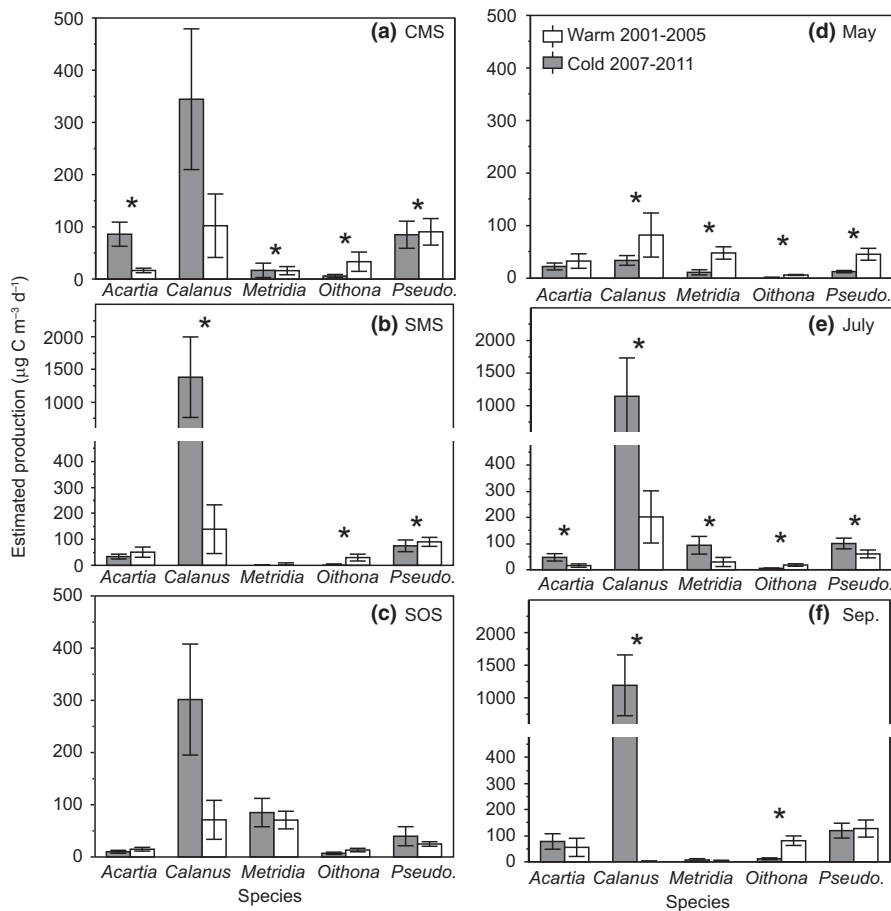 Estimated production (µg C m⁻³ d⁻¹)
(a) CMS
500
400
300
200
100
0
Acartia Calanus Metridia Oithona Pseudo.
* * * *
(b) SMS
2000
1500
1000
400
300
200
100
0
Acartia Calanus Metridia Oithona Pseudo.
* * *
(c) SOS
500
400
300
200
100
0
Acartia Calanus Metridia Oithona Pseudo.
Species
(d) May
Warm 2001-2005
Cold 2007-2011
500
400
300
200
100
0
Acartia Calanus Metridia Oithona Pseudo.
* * * *
(e) July
2000
1500
1000
400
300
200
100
0
Acartia Calanus Metridia Oithona Pseudo.
* * * * *
(f) Sep.
2000
1500
1000
400
300
200
100
0
Acartia Calanus Metridia Oithona Pseudo.
* *
Species